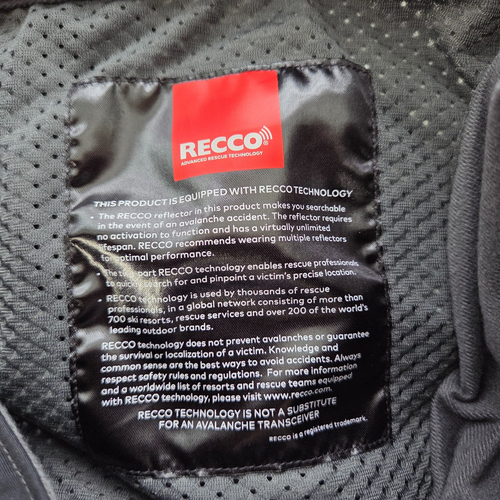 RECCO®
ADVANCED RESCUE TECHNOLOGY
THIS PRODUCT IS EQUIPPED WITH RECCO TECHNOLOGY
• The RECCO reflector in this product makes you searchable
in the event of an avalanche accident. The reflector requires
no activation to function and has a virtually unlimited
lifespan. RECCO recommends wearing multiple reflectors
for optimal performance.
• The two-part RECCO technology enables rescue professionals
to quickly search for and pinpoint a victim's precise location.
• RECCO technology is used by thousands of rescue
professionals, in a global network consisting of more than
700 ski resorts, rescue services and over 200 of the world's
leading outdoor brands.
RECCO technology does not prevent avalanches or guarantee
the survival or localization of a victim. Knowledge and
common sense are the best ways to avoid accidents. Always
respect safety rules and regulations. For more information
and a worldwide list of resorts and rescue teams equipped
with RECCO technology, please visit www.recco.com.
RECCO TECHNOLOGY IS NOT A SUBSTITUTE
FOR AN AVALANCHE TRANSCEIVER
RECCO is a registered trademark.